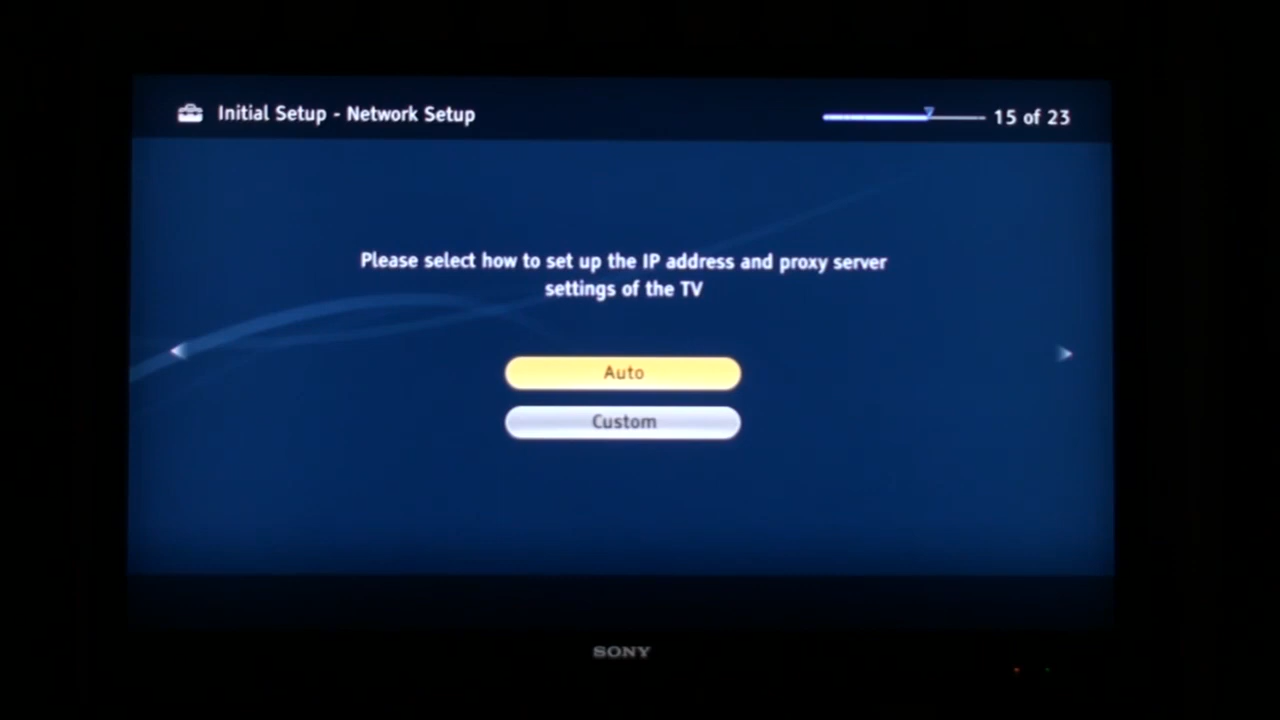 Initial Setup - Network Setup
15 of 23
Please select how to set up the IP address and proxy server
settings of the TV
Auto
Custom
SONY